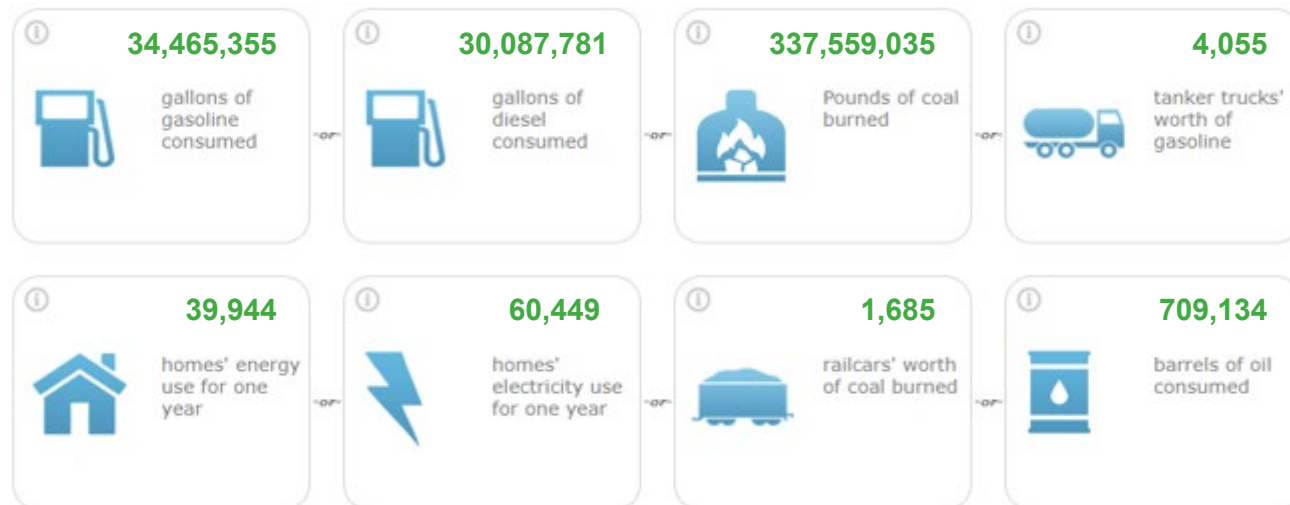 34,465,355
gallons of
gasoline
consumed
-or-
30,087,781
gallons of
diesel
consumed
-or-
337,559,035
Pounds of coal
burned
-or-
4,055
tanker trucks'
worth of
gasoline
39,944
homes' energy
use for one
year
-or-
60,449
homes'
electricity use
for one year
-or-
1,685
railcars' worth
of coal burned
-or-
709,134
barrels of oil
consumed